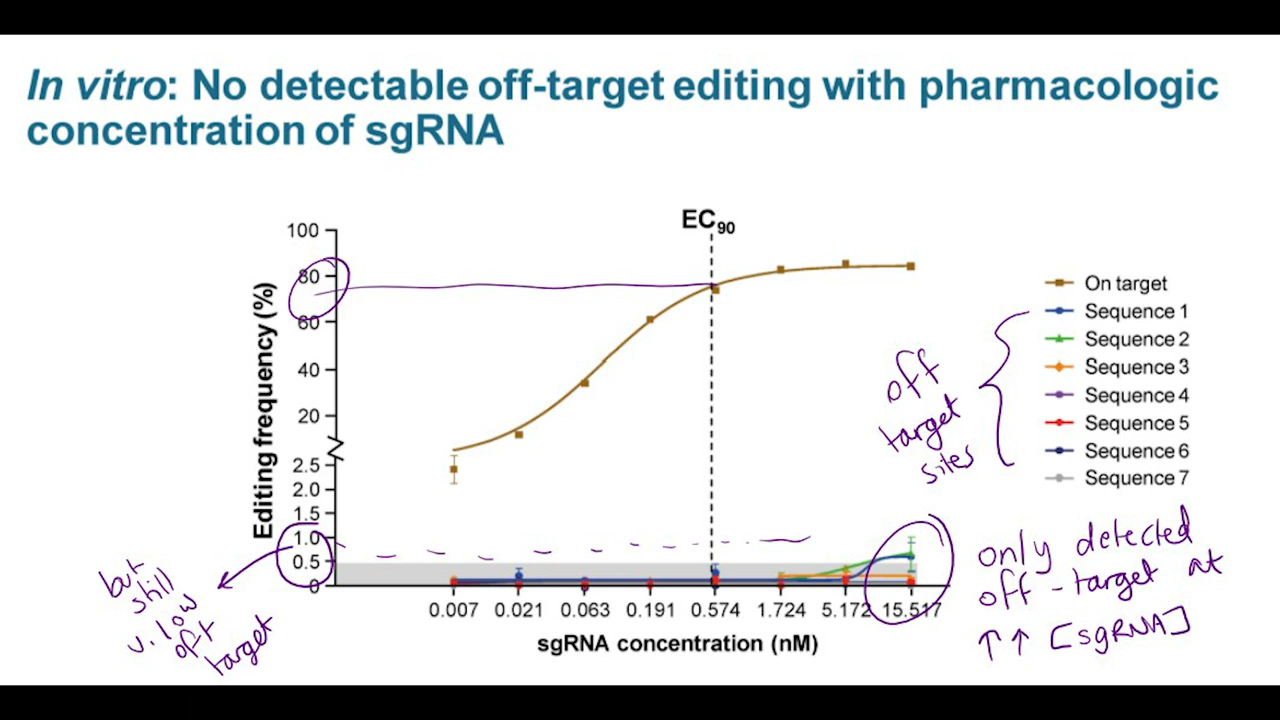 In vitro: No detectable off-target editing with pharmacologic
concentration of sgRNA
EC90
Editing frequency (%)
100
80
60
40
20
2.5
2.0
1.5
1.0
0.5
0
0.007 0.021 0.063 0.191 0.574 1.724 5.172 15.517
sgRNA concentration (nM)
On target
Sequence 1
Sequence 2
Sequence 3
Sequence 4
Sequence 5
Sequence 6
Sequence 7
off
target
sites
only detected
off-target at
↑↑ [sgRNA]
but
still
v. low
off
target